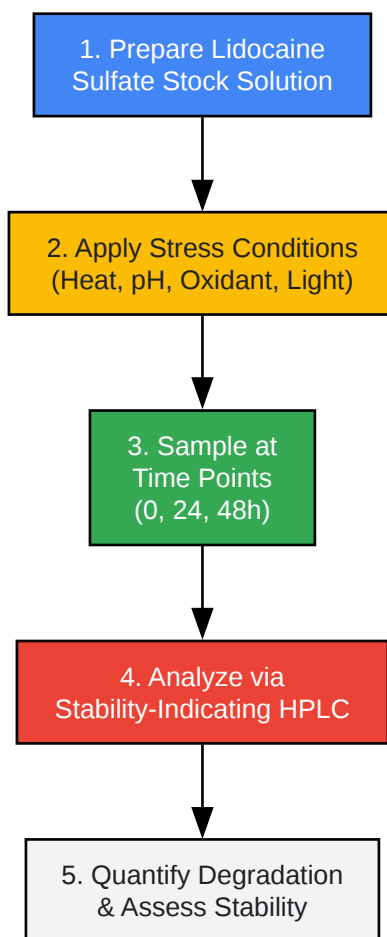 1. Prepare Lidocaine
Sulfate Stock Solution
2. Apply Stress Conditions
(Heat, pH, Oxidant, Light)
3. Sample at
Time Points
(0, 24, 48h)
4. Analyze via
Stability-Indicating HPLC
5. Quantify Degradation
& Assess Stability